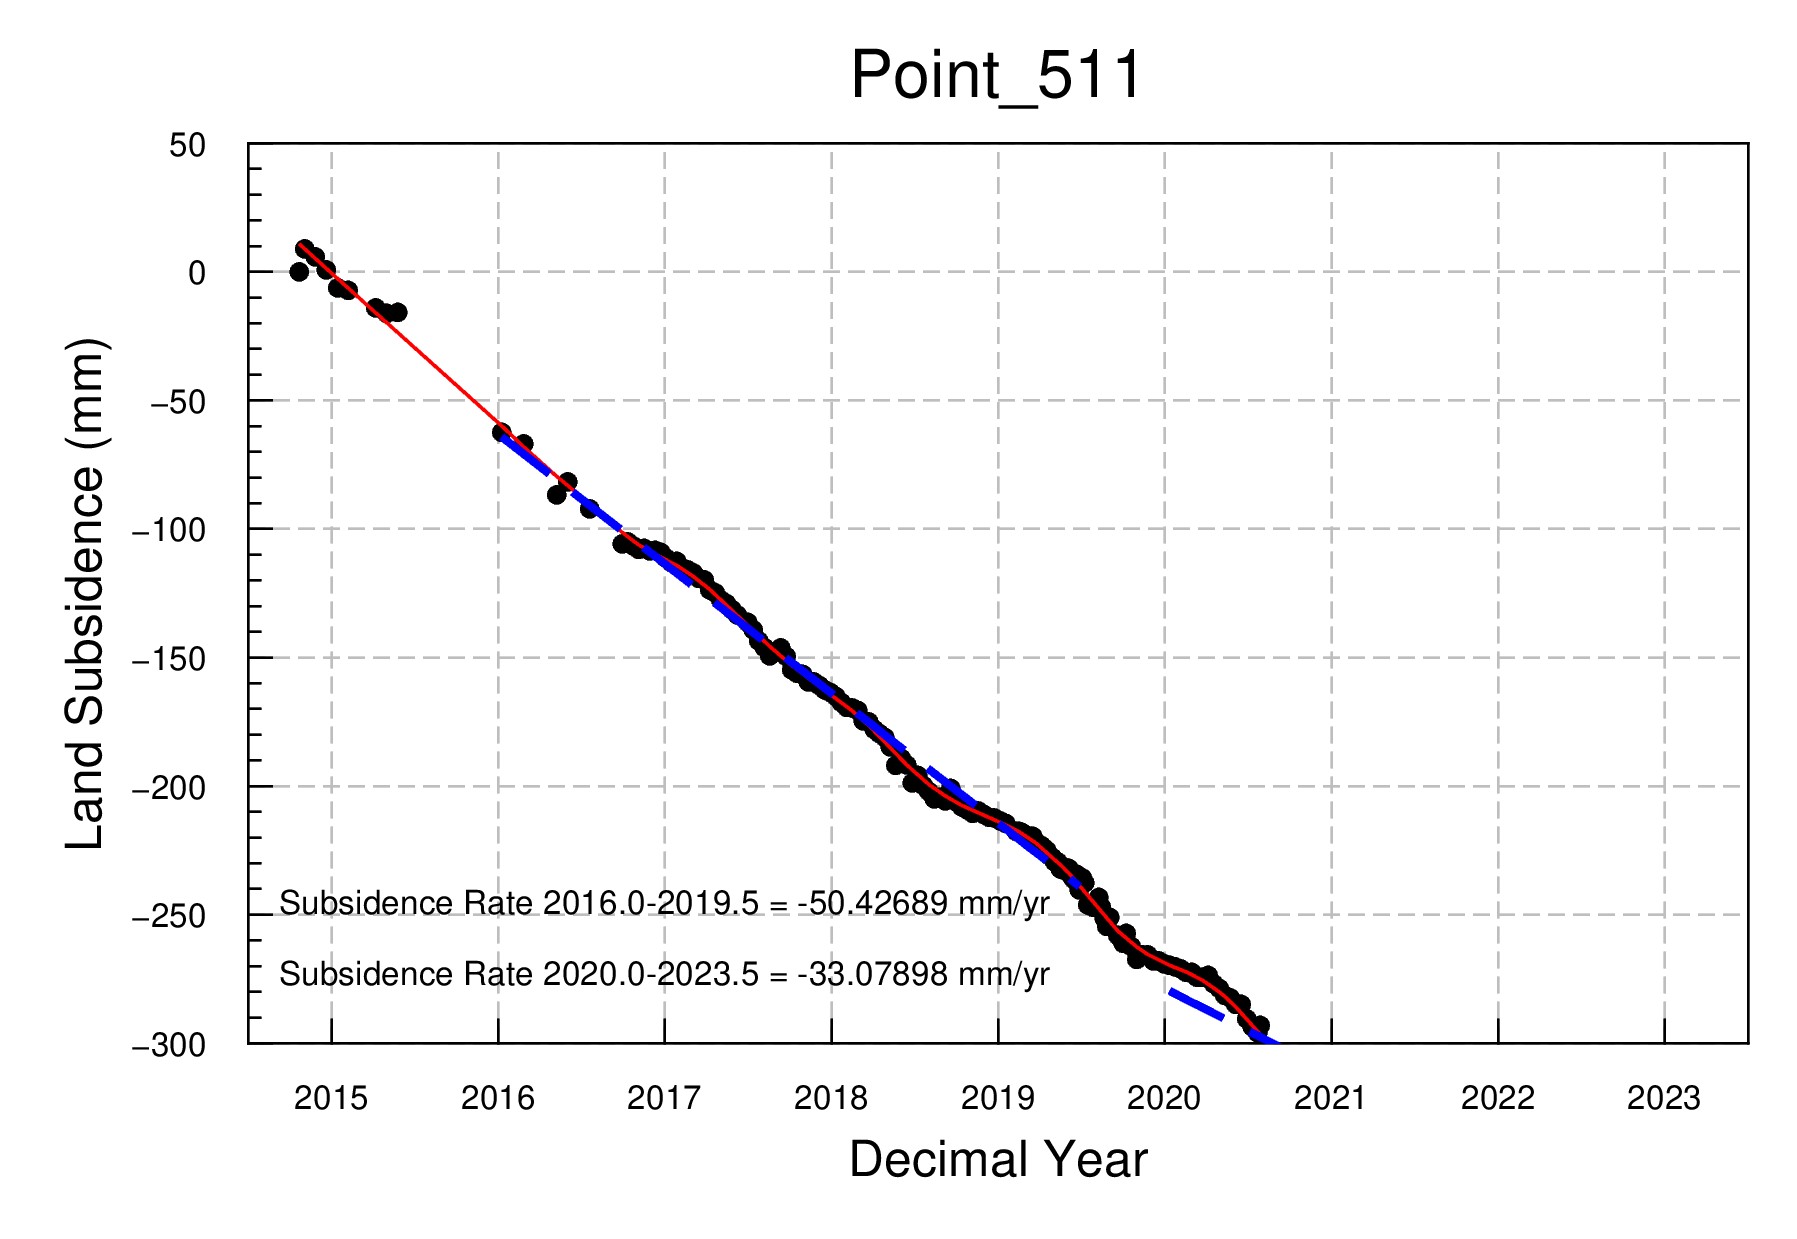 Point_511
50
0
−50
−100
−150
−200
−250
−300
Land Subsidence (mm)
Subsidence Rate 2016.0-2019.5 = -50.42689 mm/yr
Subsidence Rate 2020.0-2023.5 = -33.07898 mm/yr
2015 2016 2017 2018 2019 2020 2021 2022 2023
Decimal Year